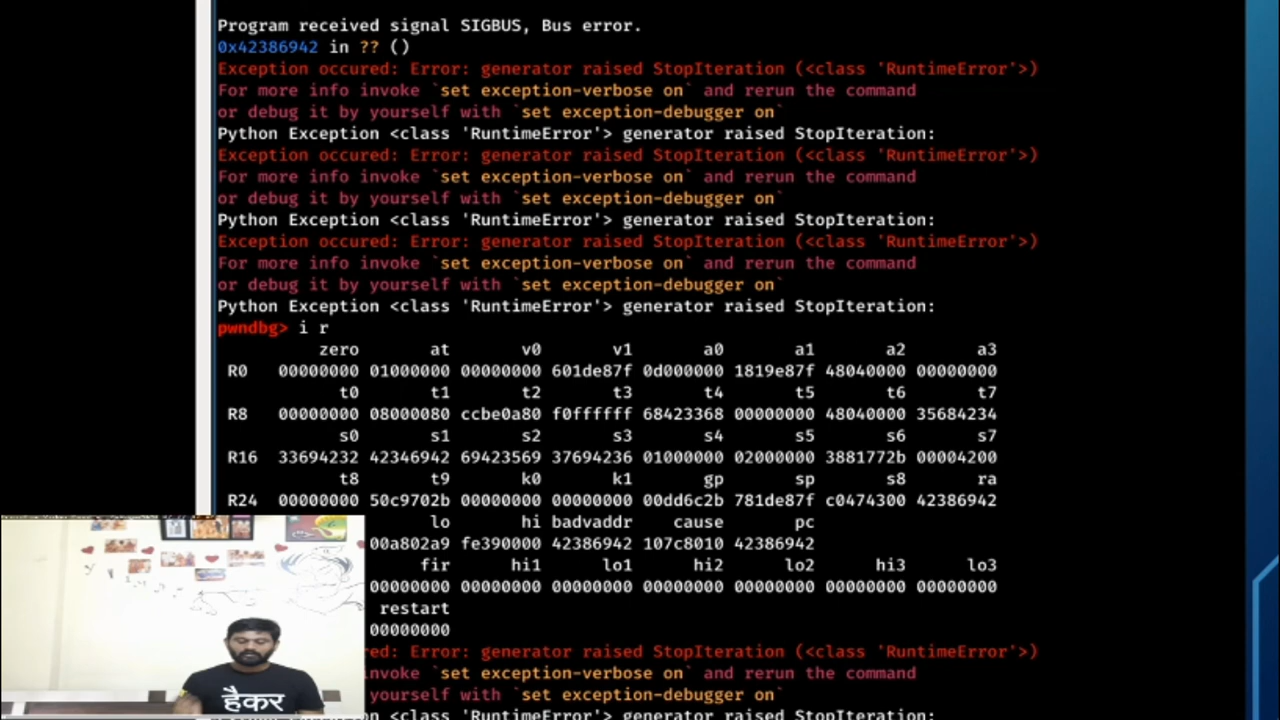 Program received signal SIGBUS, Bus error.
0x42386942 in ?? ()
Exception occured: Error: generator raised StopIteration (<class 'RuntimeError'>)
For more info invoke `set exception-verbose on` and rerun the command
or debug it by yourself with `set exception-debugger on`
Python Exception <class 'RuntimeError'> generator raised StopIteration:
Exception occured: Error: generator raised StopIteration (<class 'RuntimeError'>)
For more info invoke `set exception-verbose on` and rerun the command
or debug it by yourself with `set exception-debugger on`
Python Exception <class 'RuntimeError'> generator raised StopIteration:
Exception occured: Error: generator raised StopIteration (<class 'RuntimeError'>)
For more info invoke `set exception-verbose on` and rerun the command
or debug it by yourself with `set exception-debugger on`
Python Exception <class 'RuntimeError'> generator raised StopIteration:
pwndbg> i r
zero at v0 v1 a0 a1 a2 a3
R0 00000000 01000000 00000000 601de87f 0d000000 1819e87f 48040000 00000000
t0 t1 t2 t3 t4 t5 t6 t7
R8 00000000 08000080 ccbe0a80 f0ffffff 68423368 00000000 48040000 35684234
s0 s1 s2 s3 s4 s5 s6 s7
R16 33694232 42346942 69423569 37694236 01000000 02000000 3881772b 00004200
t8 t9 k0 k1 gp sp s8 ra
R24 00000000 50c9702b 00000000 00000000 00dd6c2b 781de87f c0474300 42386942
lo hi badvaddr cause pc
00a802a9 fe390000 42386942 107c8010 42386942
fir hi1 lo1 hi2 lo2 hi3 lo3
00000000 00000000 00000000 00000000 00000000 00000000 00000000
restart
00000000
red: Error: generator raised StopIteration (<class 'RuntimeError'>)
invoke `set exception-verbose on` and rerun the command
yourself with `set exception-debugger on`
'RuntimeError'> generator raised StopIteration:
हैकर